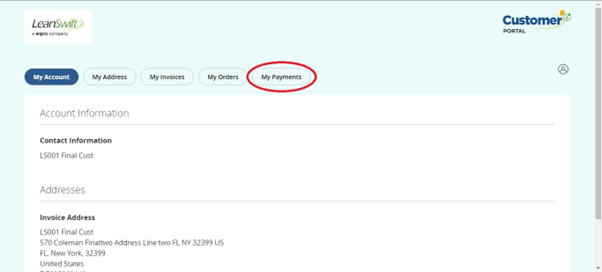 LeanSwift
a wipro company
Customer
PORTAL
My Account
My Address
My Invoices
My Orders
My Payments
Account Information
Contact Information
LS001 Final Cust
Addresses
Invoice Address
LS001 Final Cust
570 Coleman Finaltwo Address Line two FL NY 32399 US
FL, New York, 32399
United States